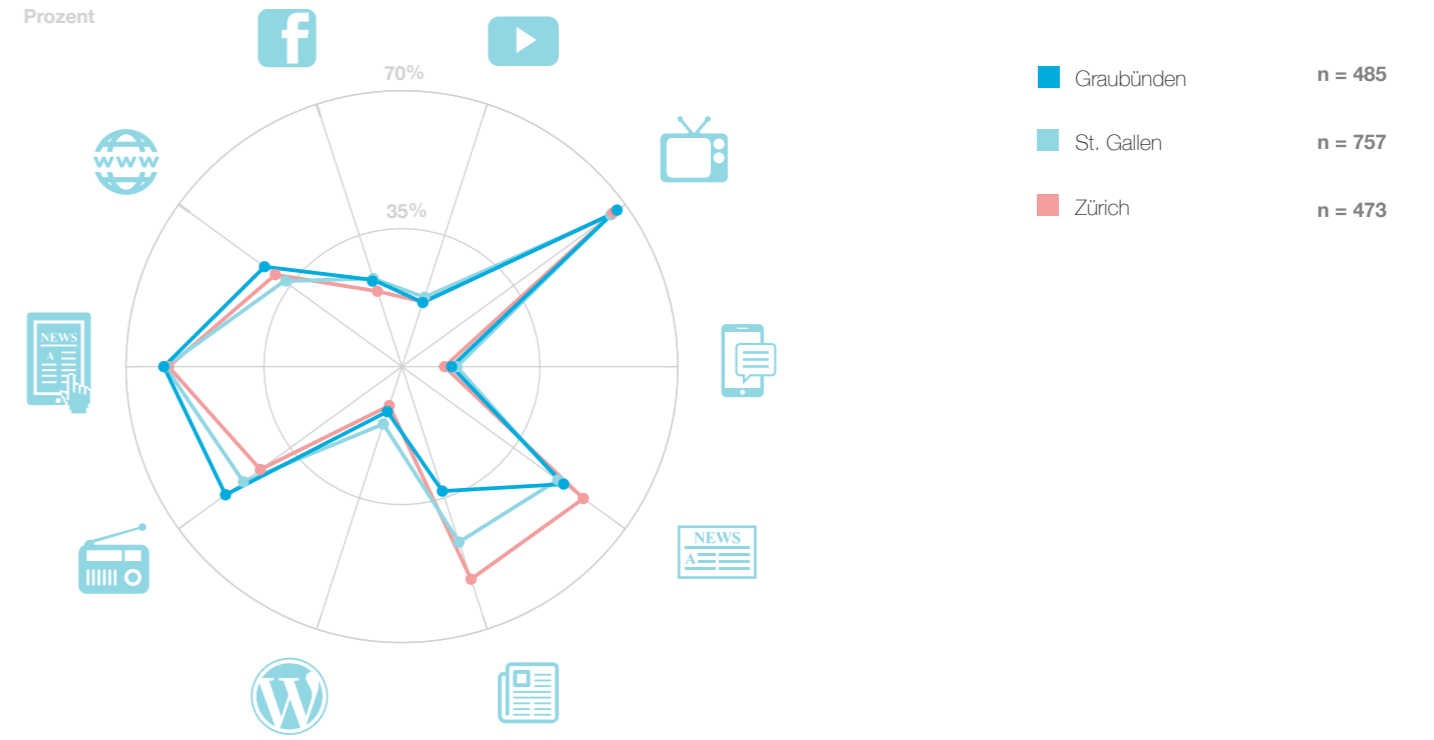 Prozent
70%
35%
www
NEWS
A
NEWS
A
Graubünden n = 485
St. Gallen n = 757
Zürich n = 473